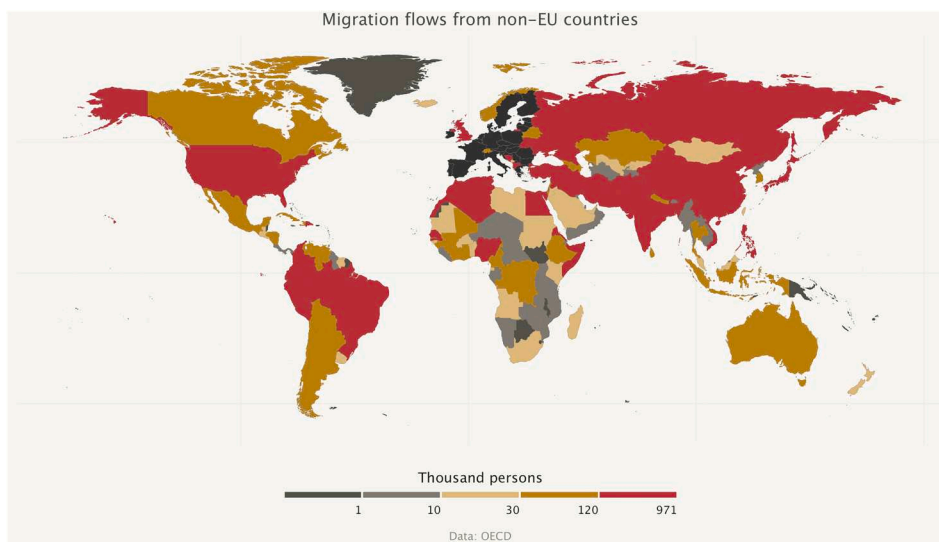 Migration flows from non-EU countries
Thousand persons
1 10 30 120 971
Data: OECD